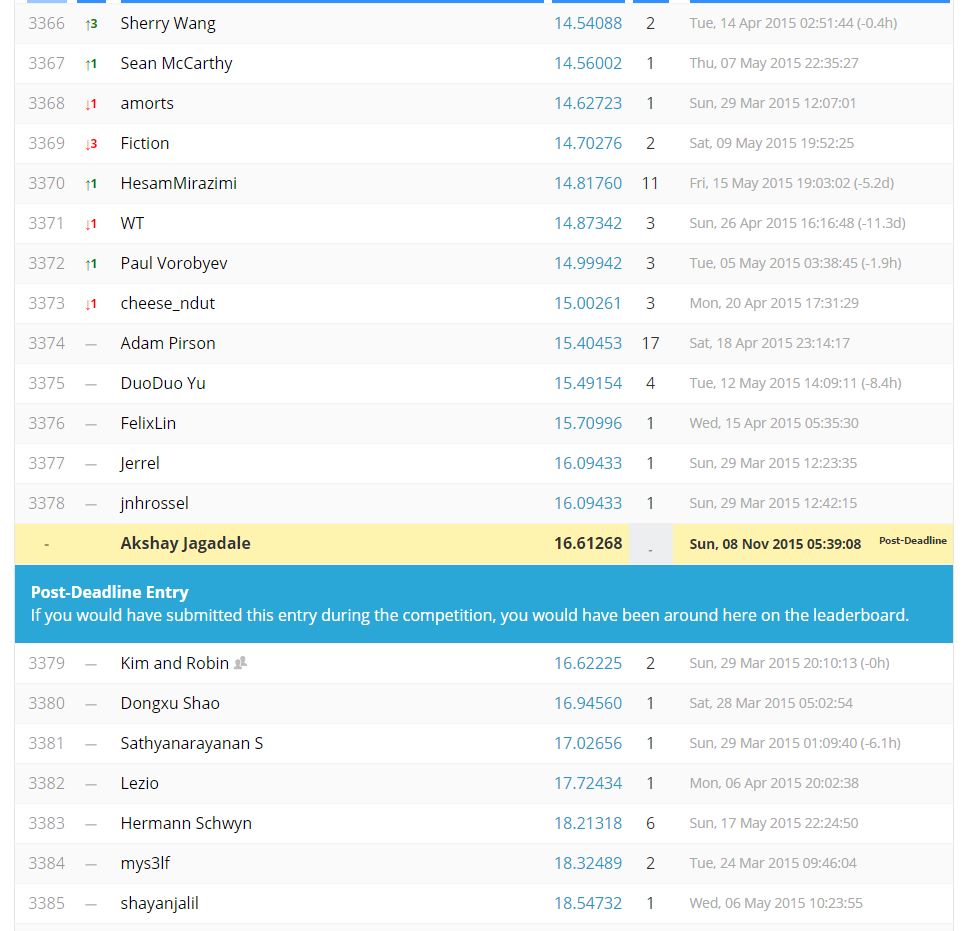 3366 ↑3 Sherry Wang 14.54088 2 Tue, 14 Apr 2015 02:51:44 (-0.4h)
3367 ↑1 Sean McCarthy 14.56002 1 Thu, 07 May 2015 22:35:27
3368 ↓1 amorts 14.62723 1 Sun, 29 Mar 2015 12:07:01
3369 ↓3 Fiction 14.70276 2 Sat, 09 May 2015 19:52:25
3370 ↑1 HesamMirazimi 14.81760 11 Fri, 15 May 2015 19:03:02 (-5.2d)
3371 ↓1 WT 14.87342 3 Sun, 26 Apr 2015 16:16:48 (-11.3d)
3372 ↑1 Paul Vorobyev 14.99942 3 Tue, 05 May 2015 03:38:45 (-1.9h)
3373 ↓1 cheese_ndut 15.00261 3 Mon, 20 Apr 2015 17:31:29
3374 — Adam Pirson 15.40453 17 Sat, 18 Apr 2015 23:14:17
3375 — DuoDuo Yu 15.49154 4 Tue, 12 May 2015 14:09:11 (-8.4h)
3376 — FelixLin 15.70996 1 Wed, 15 Apr 2015 05:35:30
3377 — Jerrel 16.09433 1 Sun, 29 Mar 2015 12:23:35
3378 — jnhrossel 16.09433 1 Sun, 29 Mar 2015 12:42:15
- Akshay Jagadale 16.61268 - Sun, 08 Nov 2015 05:39:08 Post-Deadline
Post-Deadline Entry
If you would have submitted this entry during the competition, you would have been around here on the leaderboard.
3379 — Kim and Robin 16.62225 2 Sun, 29 Mar 2015 20:10:13 (-0h)
3380 — Dongxu Shao 16.94560 1 Sat, 28 Mar 2015 05:02:54
3381 — Sathyanarayanan S 17.02656 1 Sun, 29 Mar 2015 01:09:40 (-6.1h)
3382 — Lezio 17.72434 1 Mon, 06 Apr 2015 20:02:38
3383 — Hermann Schwyn 18.21318 6 Sun, 17 May 2015 22:24:50
3384 — mys3lf 18.32489 2 Tue, 24 Mar 2015 09:46:04
3385 — shayanjalil 18.54732 1 Wed, 06 May 2015 10:23:55